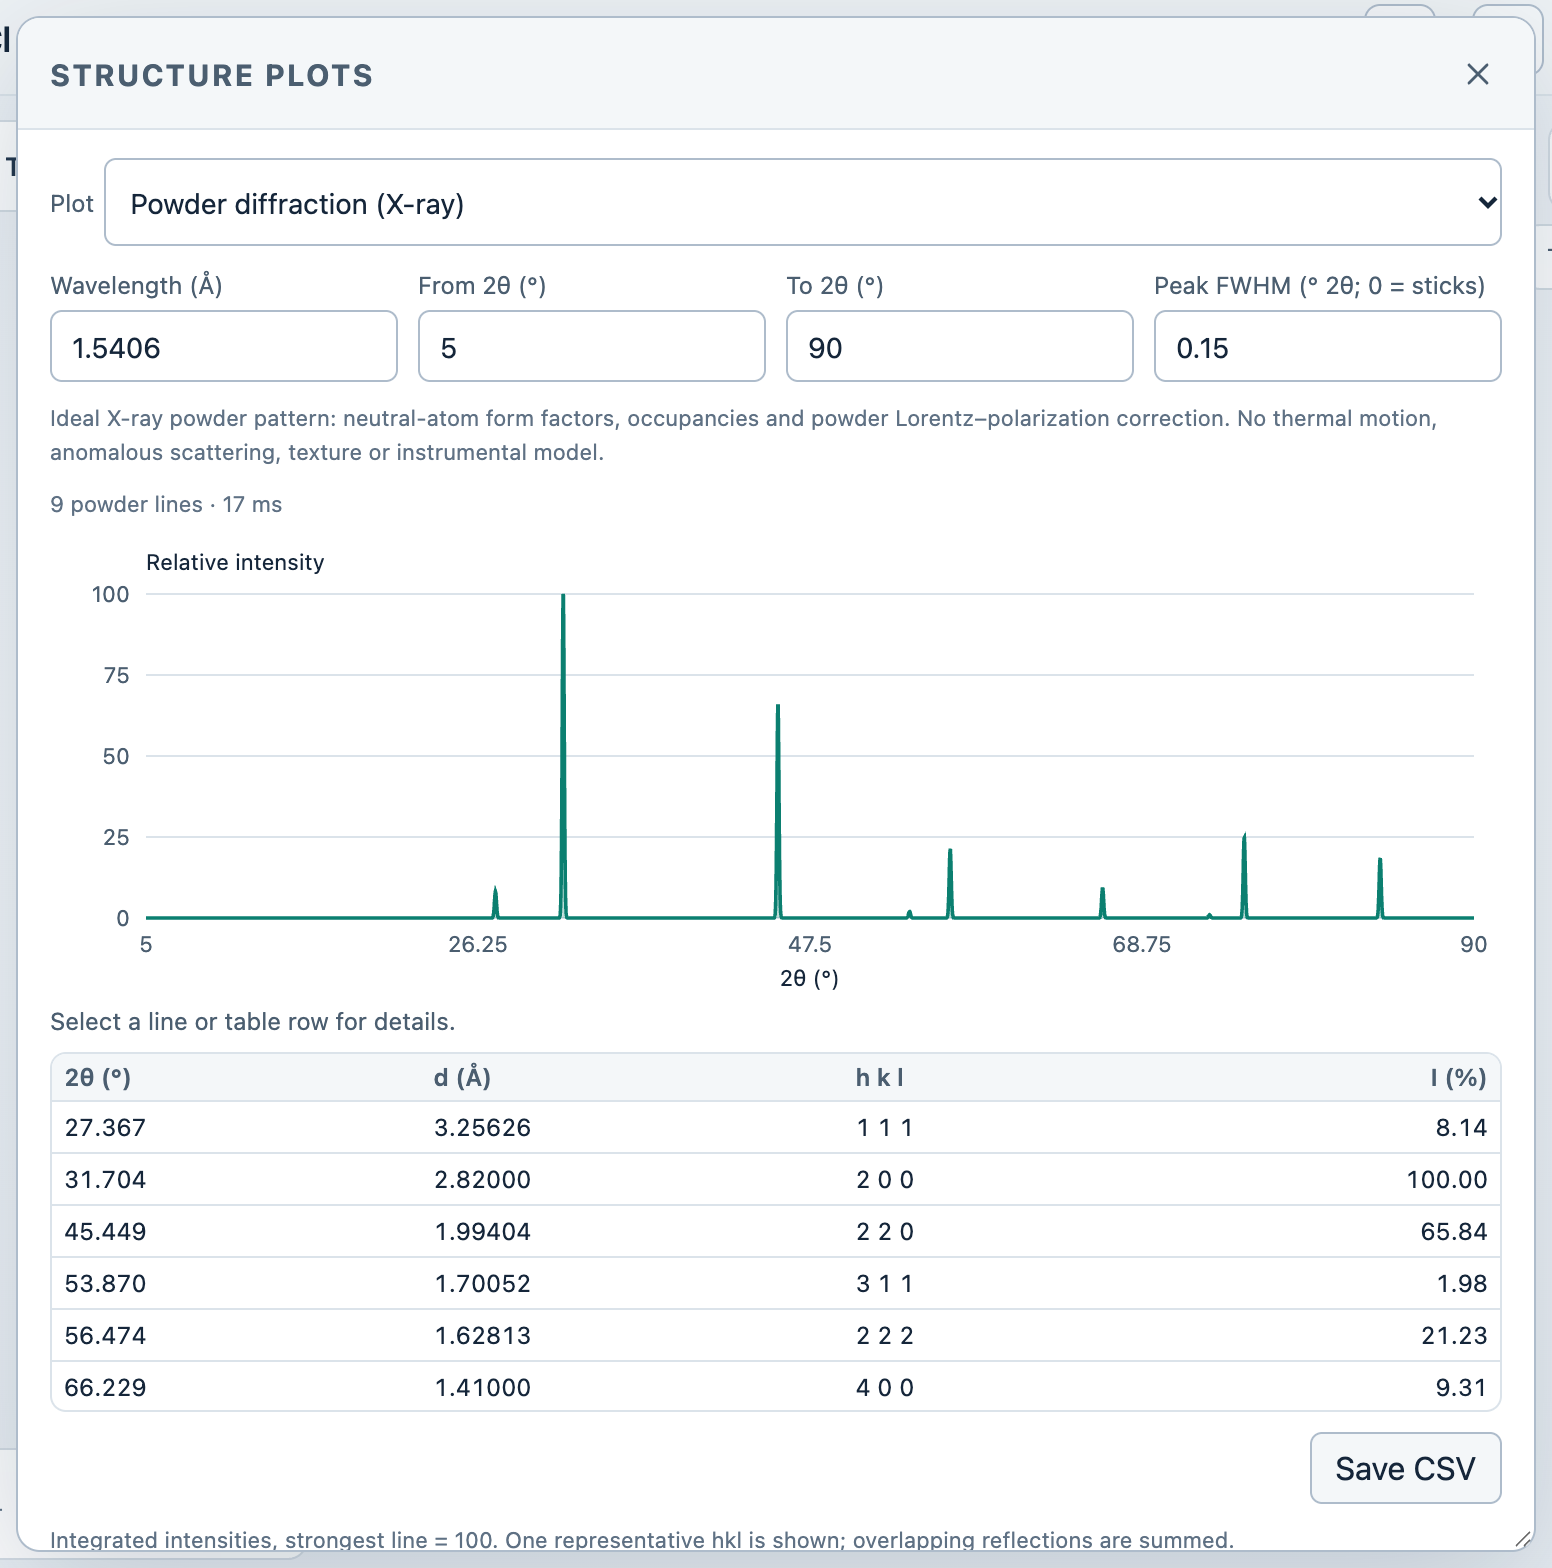 STRUCTURE PLOTS
Plot Powder diffraction (X-ray)
Wavelength (Å) From 2θ (°) To 2θ (°) Peak FWHM (° 2θ; 0 = sticks)
1.5406 5 90 0.15
Ideal X-ray powder pattern: neutral-atom form factors, occupancies and powder Lorentz–polarization correction. No thermal motion,
anomalous scattering, texture or instrumental model.
9 powder lines · 17 ms
Relative intensity
100
75
50
25
0
5 26.25 47.5 68.75 90
2θ (°)
Select a line or table row for details.
2θ (°) d (Å) h k l I (%)
27.367 3.25626 1 1 1 8.14
31.704 2.82000 2 0 0 100.00
45.449 1.99404 2 2 0 65.84
53.870 1.70052 3 1 1 1.98
56.474 1.62813 2 2 2 21.23
66.229 1.41000 4 0 0 9.31
Save CSV
Integrated intensities, strongest line = 100. One representative hkl is shown; overlapping reflections are summed.